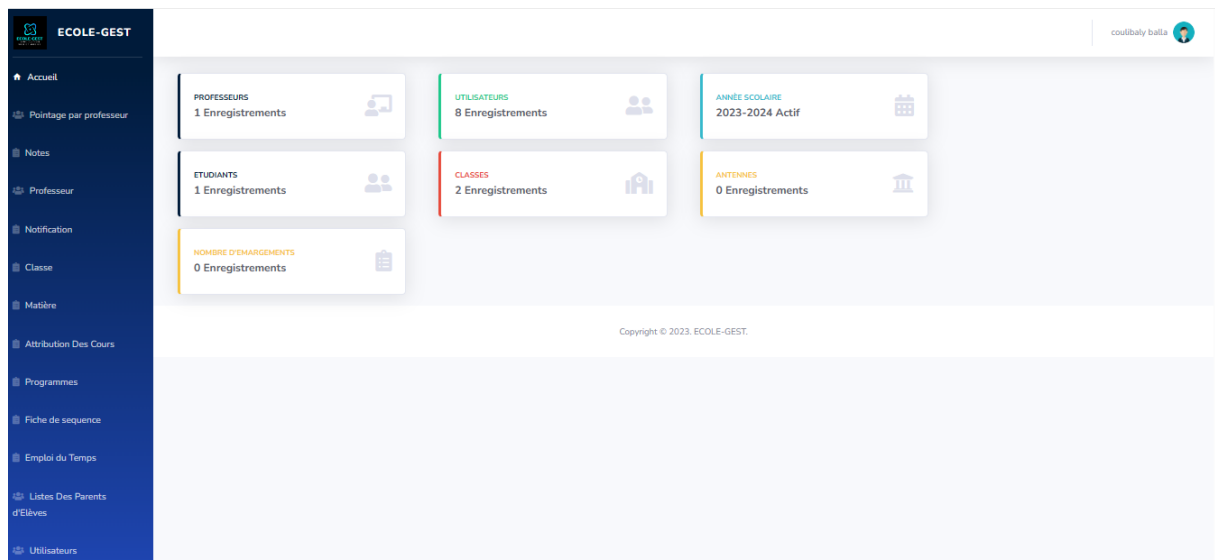 ECOLE-GEST
coulibaly balla
Accueil
Pointage par professeur
Notes
Professeur
Notification
Classe
Matière
Attribution Des Cours
Programmes
Fiche de sequence
Emploi du Temps
Listes Des Parents
d'Elèves
Utilisateurs
PROFESSEURS
1 Enregistrements
UTILISATEURS
8 Enregistrements
ANNÈE SCOLAIRE
2023-2024 Actif
ETUDIANTS
1 Enregistrements
CLASSES
2 Enregistrements
ANTENNES
0 Enregistrements
NOMBRE D'EMARGEMENTS
0 Enregistrements
Copyright © 2023. ECOLE-GEST.